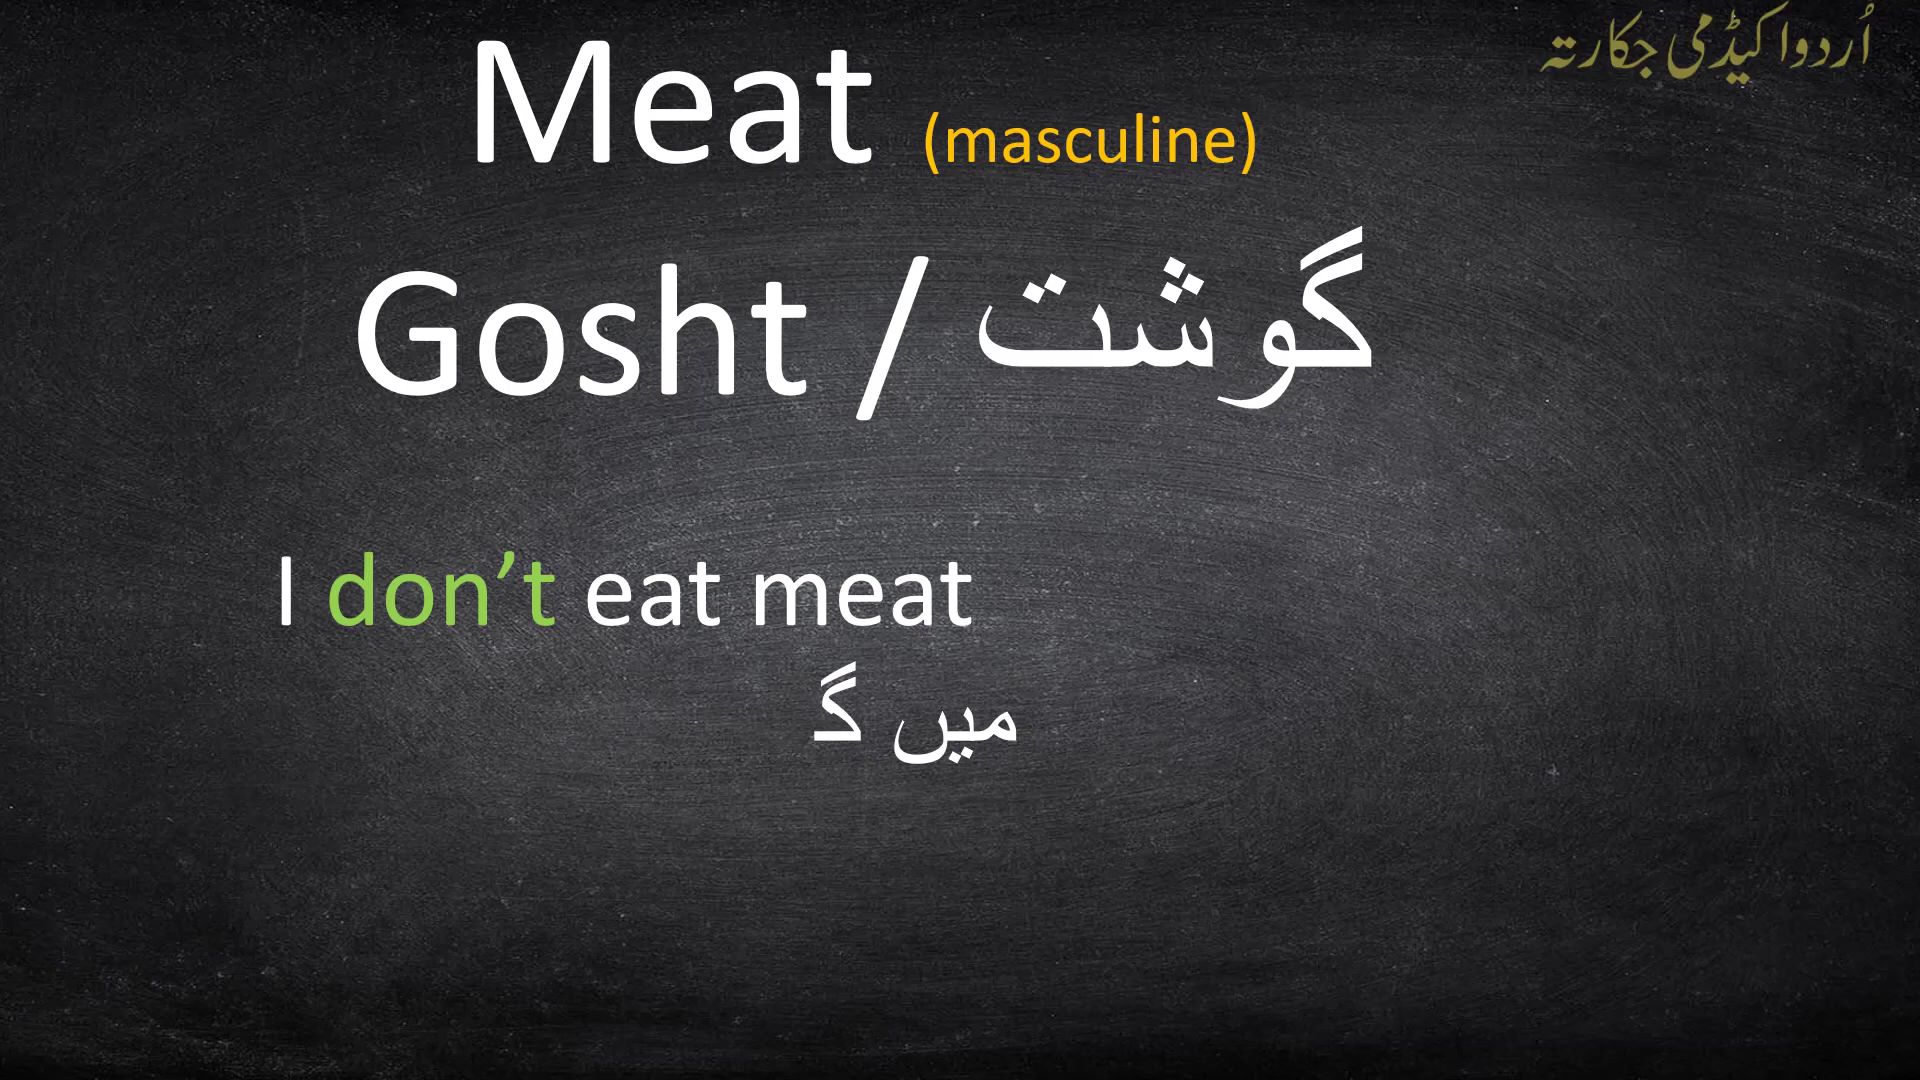 اُردو اکیڈمی جکارتہ
Meat (masculine)
Gosht / گوشت
I don’t eat meat
میں گ